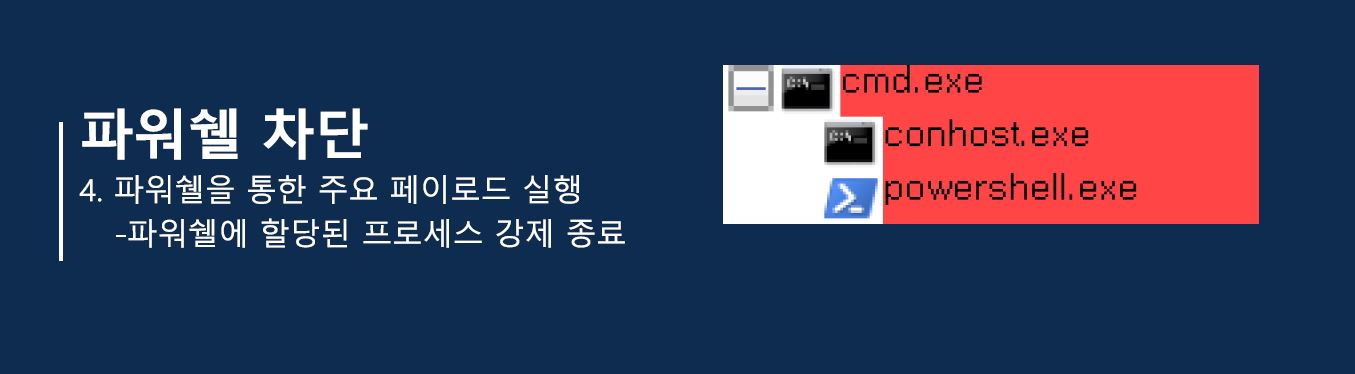 파워쉘 차단
4. 파워쉘을 통한 주요 페이로드 실행
-파워쉘에 할당된 프로세스 강제 종료
cmd.exe
conhost.exe
powershell.exe